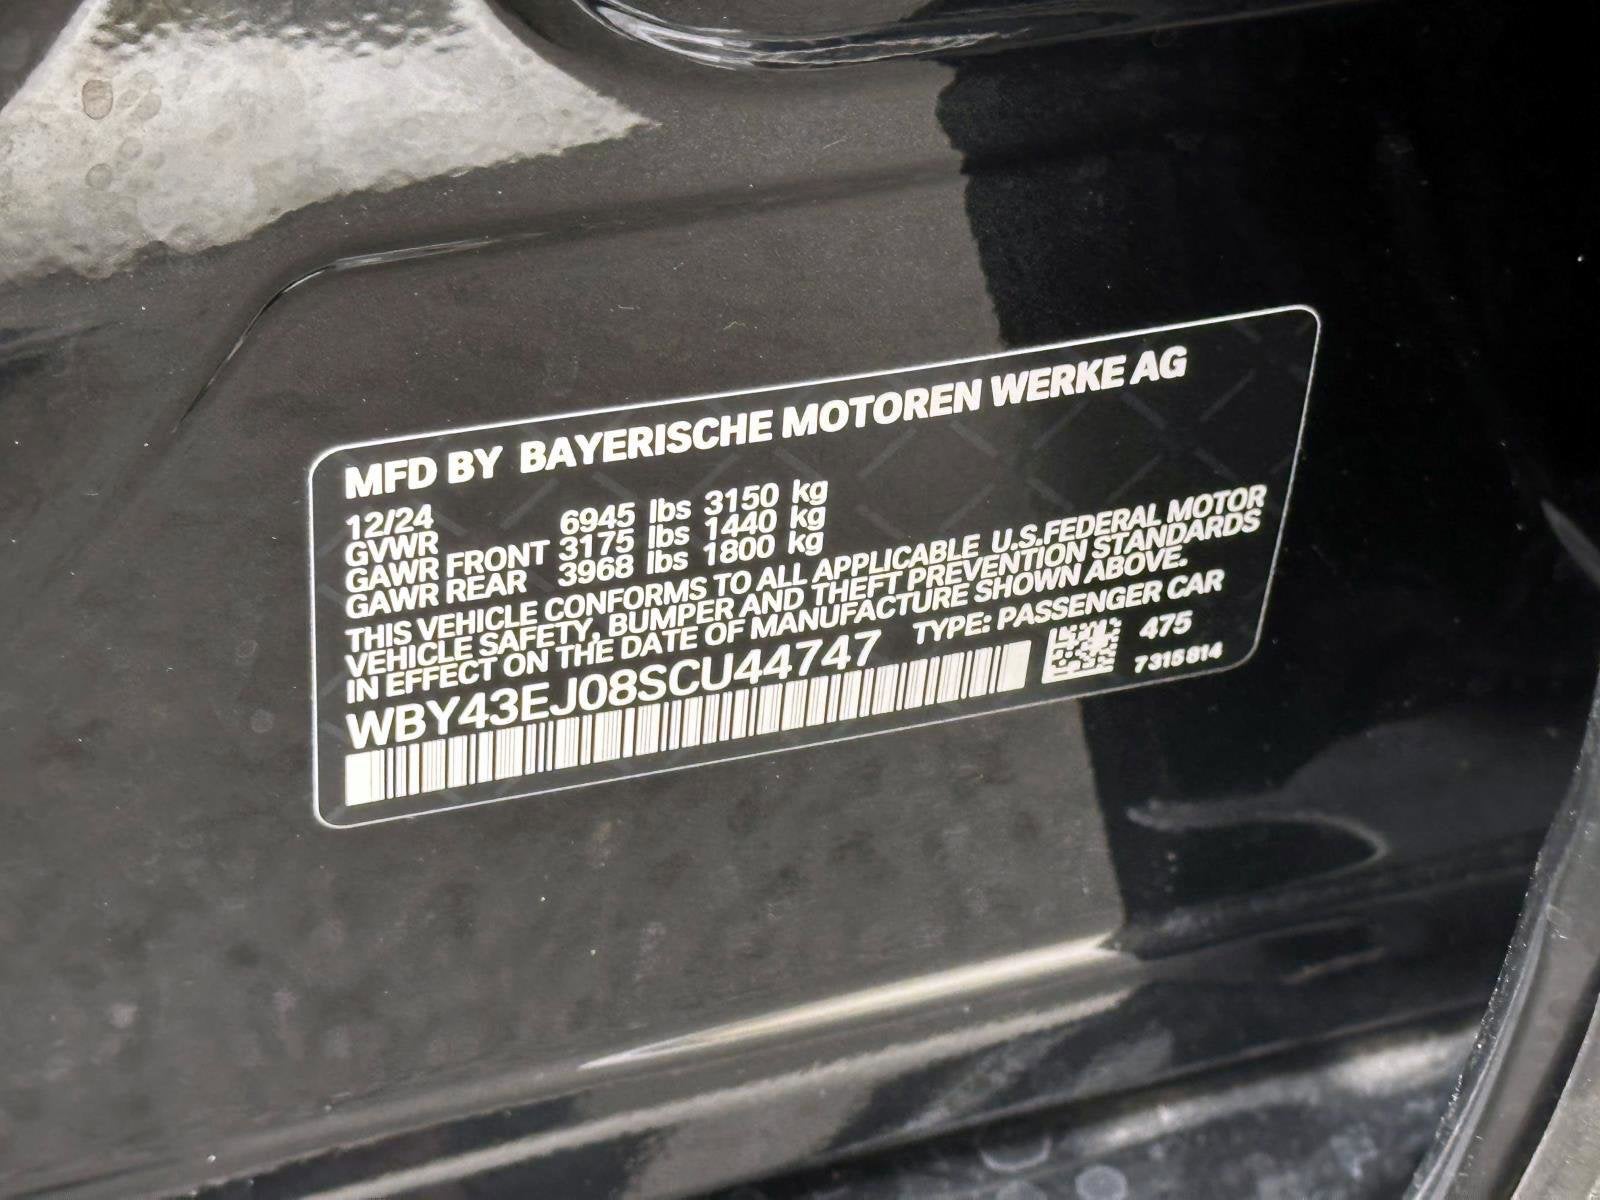 MFD BY BAYERISCHE MOTOREN WERKE AG
12/24
GVWR 6945 lbs 3150 kg
GAWR FRONT 3175 lbs 1440 kg
GAWR REAR 3968 lbs 1800 kg
THIS VEHICLE CONFORMS TO ALL APPLICABLE U.S.FEDERAL MOTOR
VEHICLE SAFETY, BUMPER AND THEFT PREVENTION STANDARDS
IN EFFECT ON THE DATE OF MANUFACTURE SHOWN ABOVE.
WBY43EJ08SCU44747 TYPE: PASSENGER CAR
475
7315814